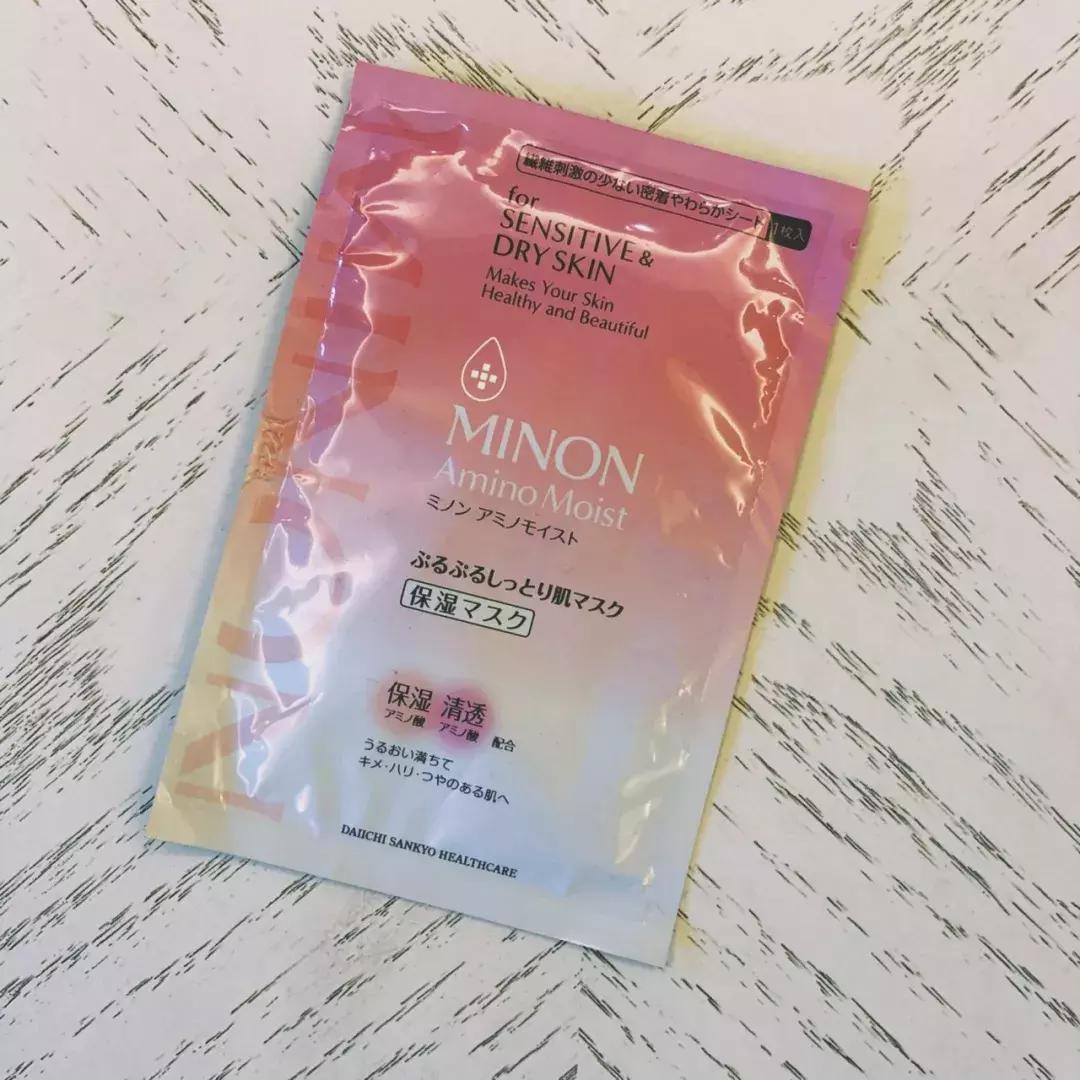 繊維刺激の少ない密着やわらかシート 1枚入
for
SENSITIVE &
DRY SKIN
Makes Your Skin
Healthy and Beautiful
MINON
Amino Moist
ミノン アミノモイスト
ぷるぷるしっとり肌マスク
保湿マスク
保湿 清透
アミノ酸 アミノ酸 配合
うるおい満ちて
キメ・ハリ・つやのある肌へ
DAIICHI SANKYO HEALTHCARE